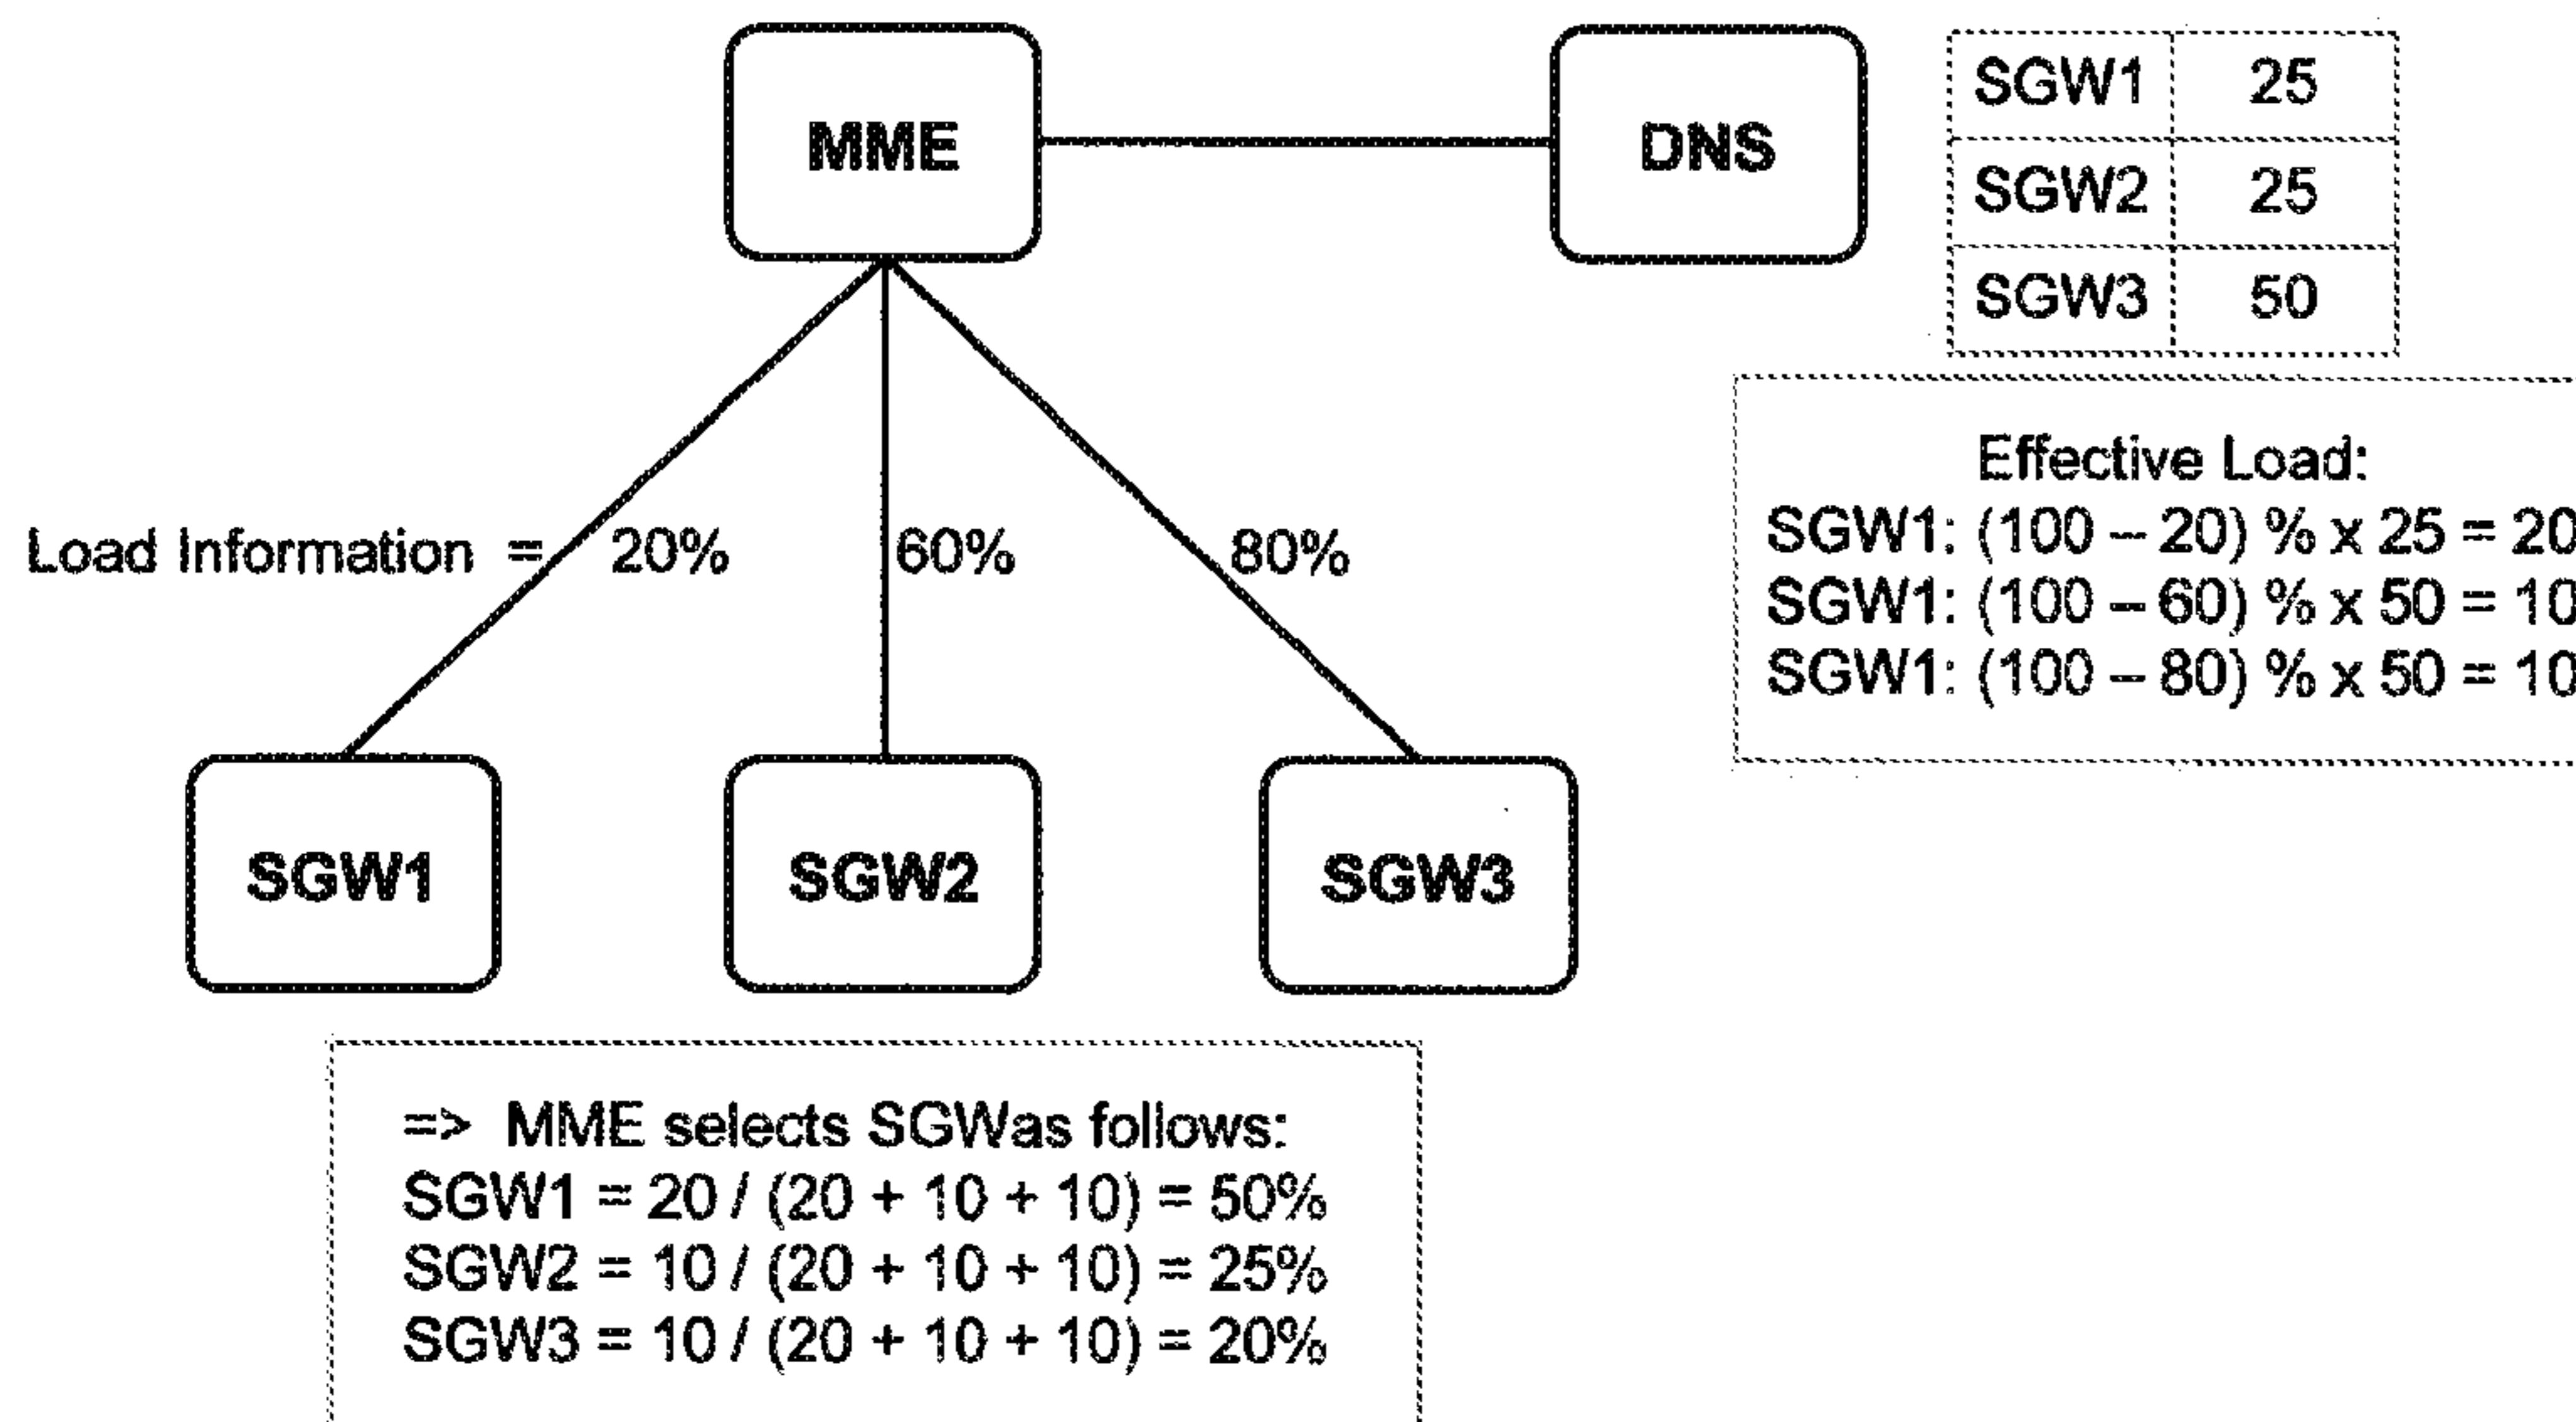 MME
DNS
SGW1 25
SGW2 25
SGW3 50
Effective Load:
SGW1: (100 – 20) % x 25 = 20
SGW1: (100 – 60) % x 50 = 10
SGW1: (100 – 80) % x 50 = 10
Load Information = 20% 60% 80%
SGW1
SGW2
SGW3
=> MME selects SGWas follows:
SGW1 = 20 / (20 + 10 + 10) = 50%
SGW2 = 10 / (20 + 10 + 10) = 25%
SGW3 = 10 / (20 + 10 + 10) = 20%